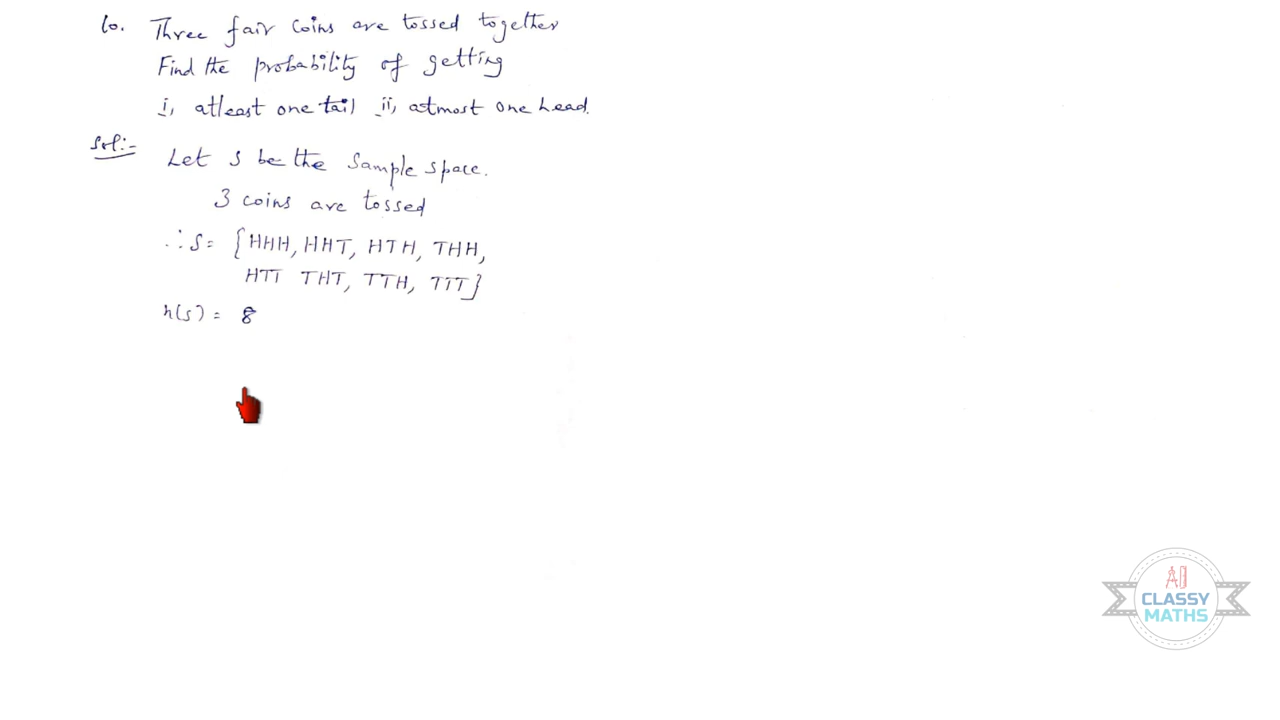 10. Three fair coins are tossed together
Find the probability of getting
i, atleast one tail ii, atmost one head.
Sol:-
Let S be the Sample space.
3 coins are tossed
∴ S = {HHH, HHT, HTH, THH,
HTT THT, TTH, TTT}
n(S) = 8
CLASSY
MATHS